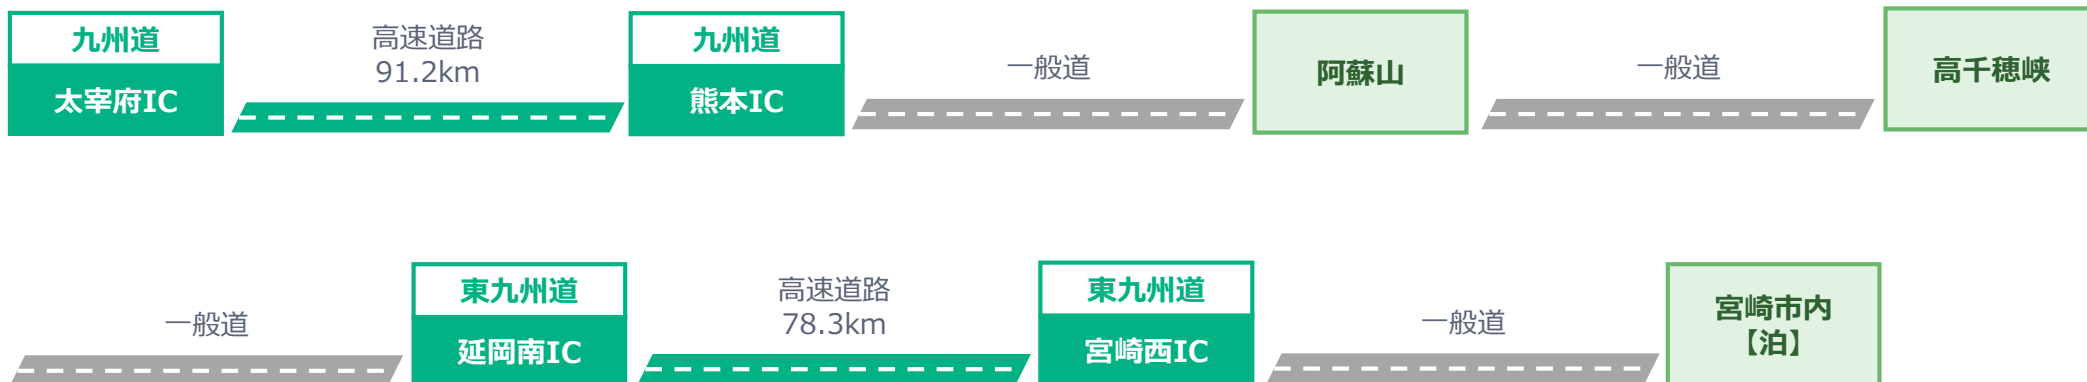 九州道
太宰府IC
高速道路
91.2km
九州道
熊本IC
一般道
阿蘇山
一般道
高千穂峡
一般道
東九州道
延岡南IC
高速道路
78.3km
東九州道
宮崎西IC
一般道
宮崎市内
【泊】